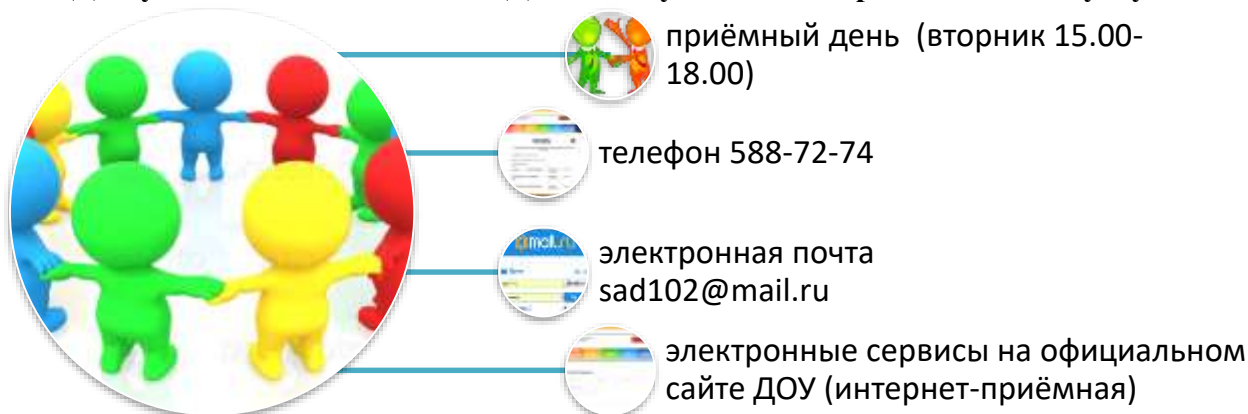 приёмный день (вторник 15.00-
18.00)
телефон 588-72-74
электронная почта
sad102@mail.ru
электронные сервисы на официальном
сайте ДОУ (интернет-приёмная)